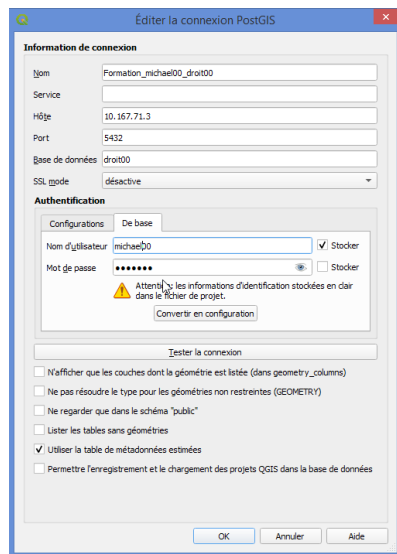 Éditer la connexion PostGIS
Information de connexion
Nom Formation_michael00_droit00
Service
Hôte 10.167.71.3
Port 5432
Base de données droit00
SSL mode désactive
Authentification
Configurations De base
Nom d'utilisateur michael00 Stocker
Mot de passe ●●●●●●● Stocker
Attention: les informations d'identification stockées en clair
dans le fichier de projet.
Convertir en configuration
Tester la connexion
N'afficher que les couches dont la géométrie est listée (dans geometry_columns)
Ne pas résoudre le type pour les géométries non restreintes (GEOMETRY)
Ne regarder que dans le schéma "public"
Lister les tables sans géométries
Utiliser la table de métadonnées estimées
Permettre l'enregistrement et le chargement des projets QGIS dans la base de données
OK Annuler Aide